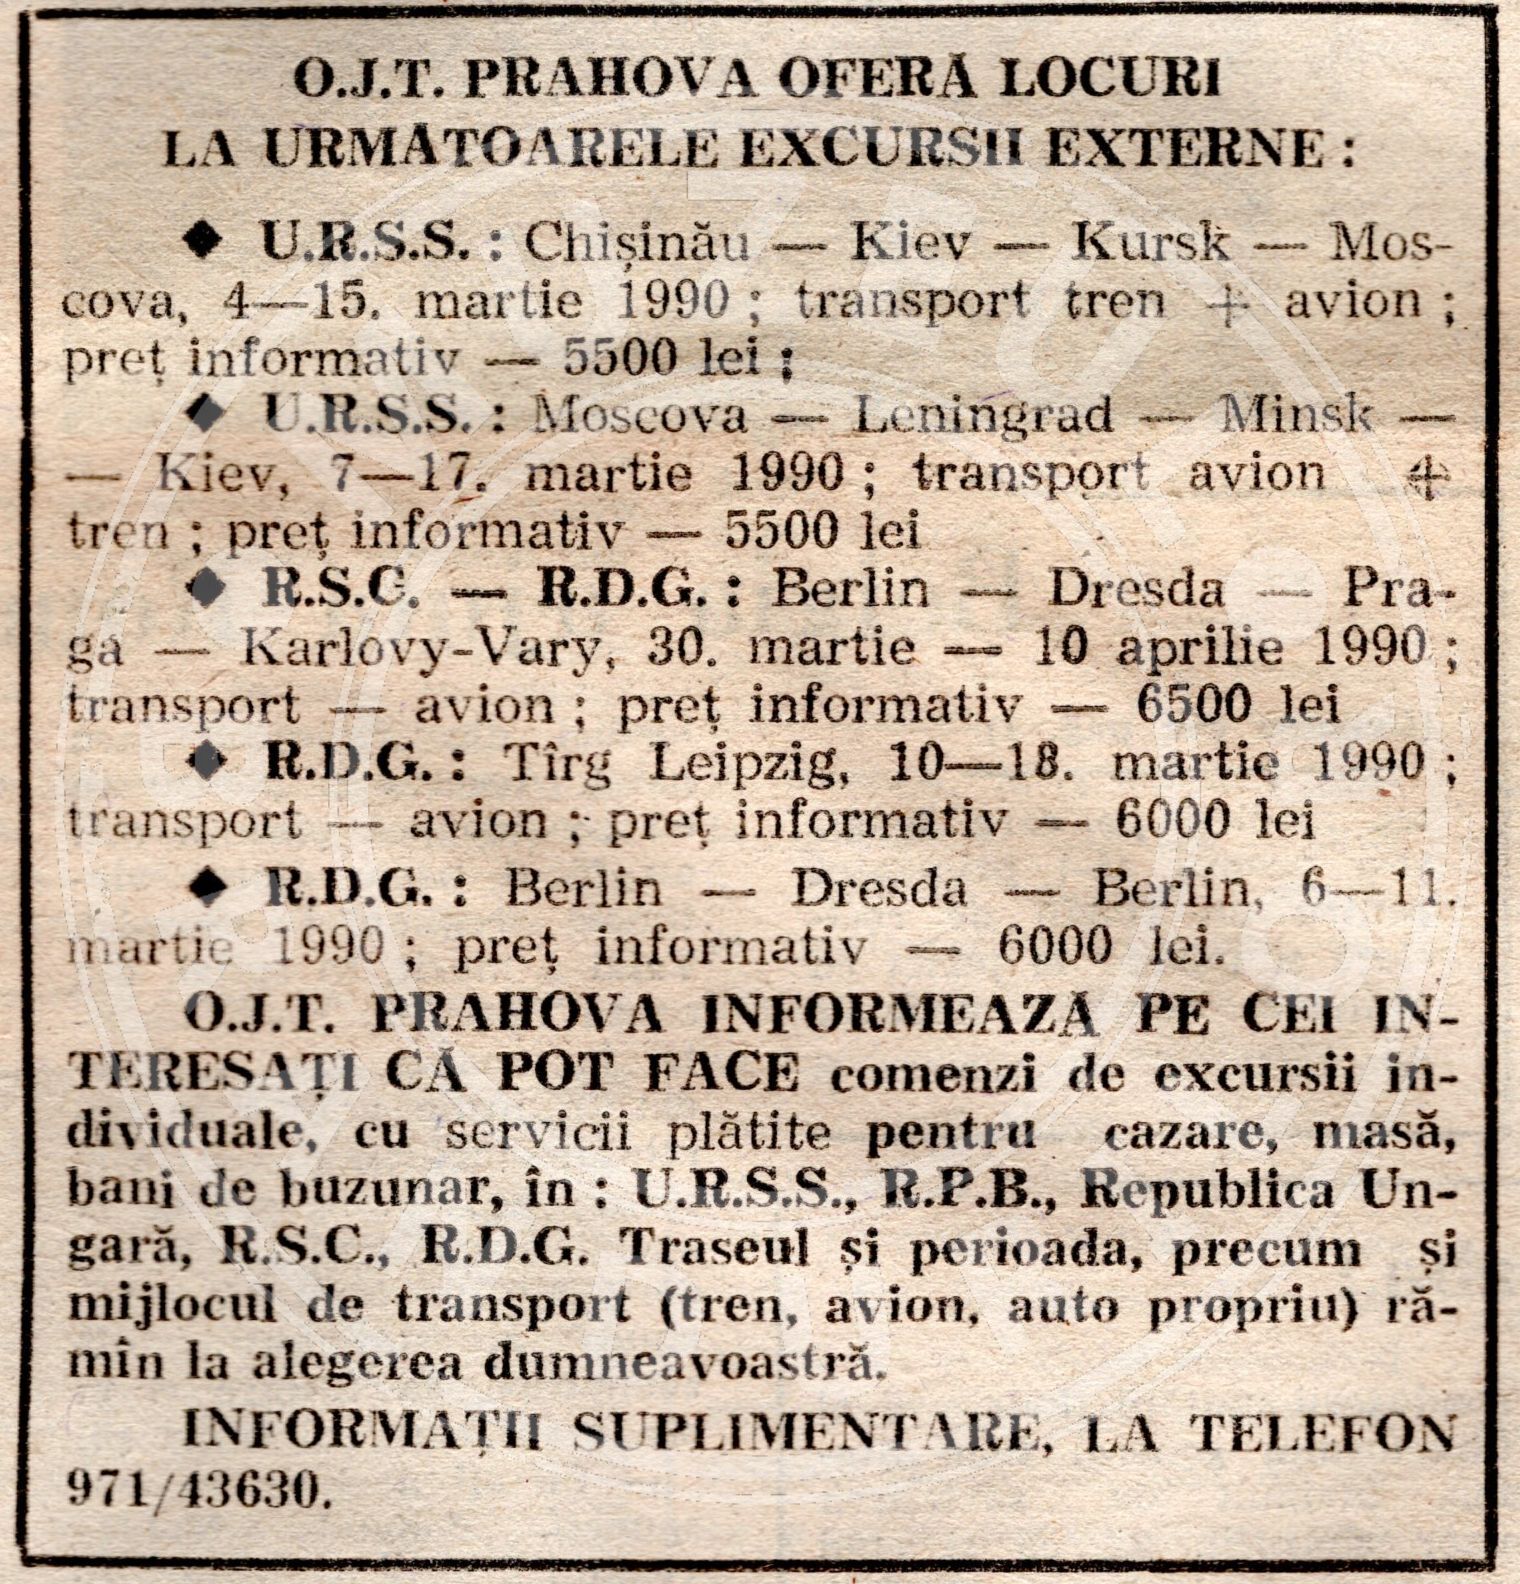 O.J.T. PRAHOVA OFERĂ LOCURI
LA URMĂTOARELE EXCURSII EXTERNE :
◆ U.R.S.S. : Chișinău — Kiev — Kursk — Mos-
cova, 4—15. martie 1990 ; transport tren + avion ;
preț informativ — 5500 lei ;
◆ U.R.S.S. : Moscova — Leningrad — Minsk —
— Kiev, 7—17. martie 1990 ; transport avion +
tren ; preț informativ — 5500 lei
◆ R.S.C. — R.D.G. : Berlin — Dresda — Pra-
ga — Karlovy-Vary, 30. martie — 10 aprilie 1990 ;
transport — avion ; preț informativ — 6500 lei
◆ R.D.G. : Tîrg Leipzig, 10—18. martie 1990 ;
transport — avion ; preț informativ — 6000 lei
◆ R.D.G. : Berlin — Dresda — Berlin, 6—11.
martie 1990 ; preț informativ — 6000 lei.
O.J.T. PRAHOVA INFORMEAZĂ PE CEI IN-
TERESAȚI CĂ POT FACE comenzi de excursii in-
dividuale, cu servicii plătite pentru cazare, masă,
bani de buzunar, în : U.R.S.S., R.P.B., Republica Un-
gară, R.S.C., R.D.G. Traseul și perioada, precum și
mijlocul de transport (tren, avion, auto propriu) ră-
mîn la alegerea dumneavoastră.
INFORMAȚII SUPLIMENTARE, LA TELEFON
971/43630.